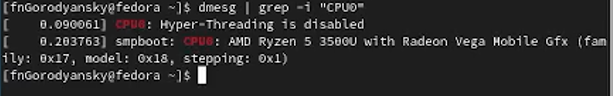 [fnGorodyansky@fedora ~]$ dmesg | grep -i "CPU0"
[    0.090061] CPU0: Hyper-Threading is disabled
[    0.203763] smpboot: CPU0: AMD Ryzen 5 3500U with Radeon Vega Mobile Gfx (fam
ily: 0x17, model: 0x18, stepping: 0x1)
[fnGorodyansky@fedora ~]$